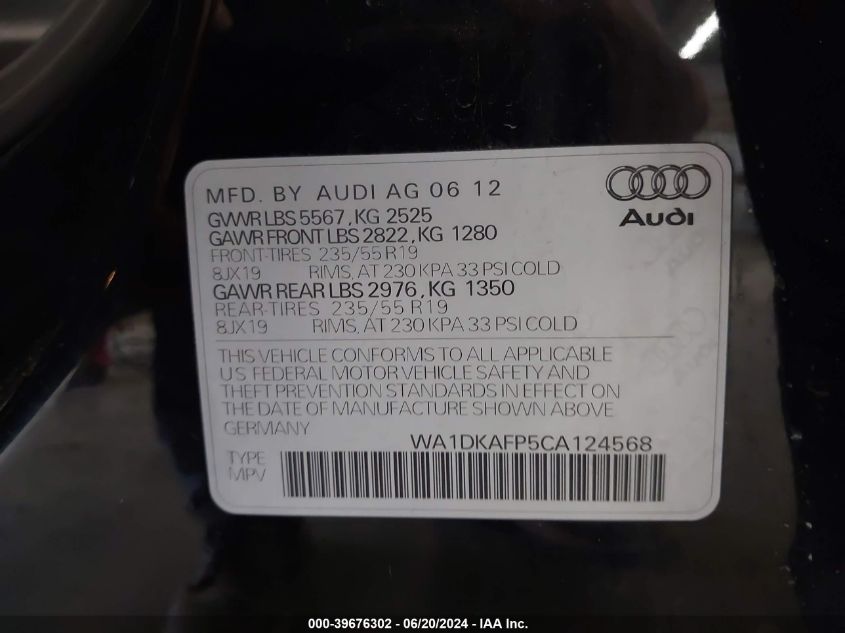 MFD. BY AUDI AG 06 12
GVWR LBS 5567, KG 2525
GAWR FRONT LBS 2822, KG 1280
FRONT-TIRES 235/55 R19
8JX19 RIMS, AT 230 KPA 33 PSI COLD
GAWR REAR LBS 2976, KG 1350
REAR-TIRES 235/55 R19
8JX19 RIMS, AT 230 KPA 33 PSI COLD
Audi
THIS VEHICLE CONFORMS TO ALL APPLICABLE
U.S. FEDERAL MOTOR VEHICLE SAFETY AND
THEFT PREVENTION STANDARDS IN EFFECT ON
THE DATE OF MANUFACTURE SHOWN ABOVE
GERMANY
WA1DKAFP5CA124568
TYPE
MPV
000-39676302 - 06/20/2024 - IAA Inc.